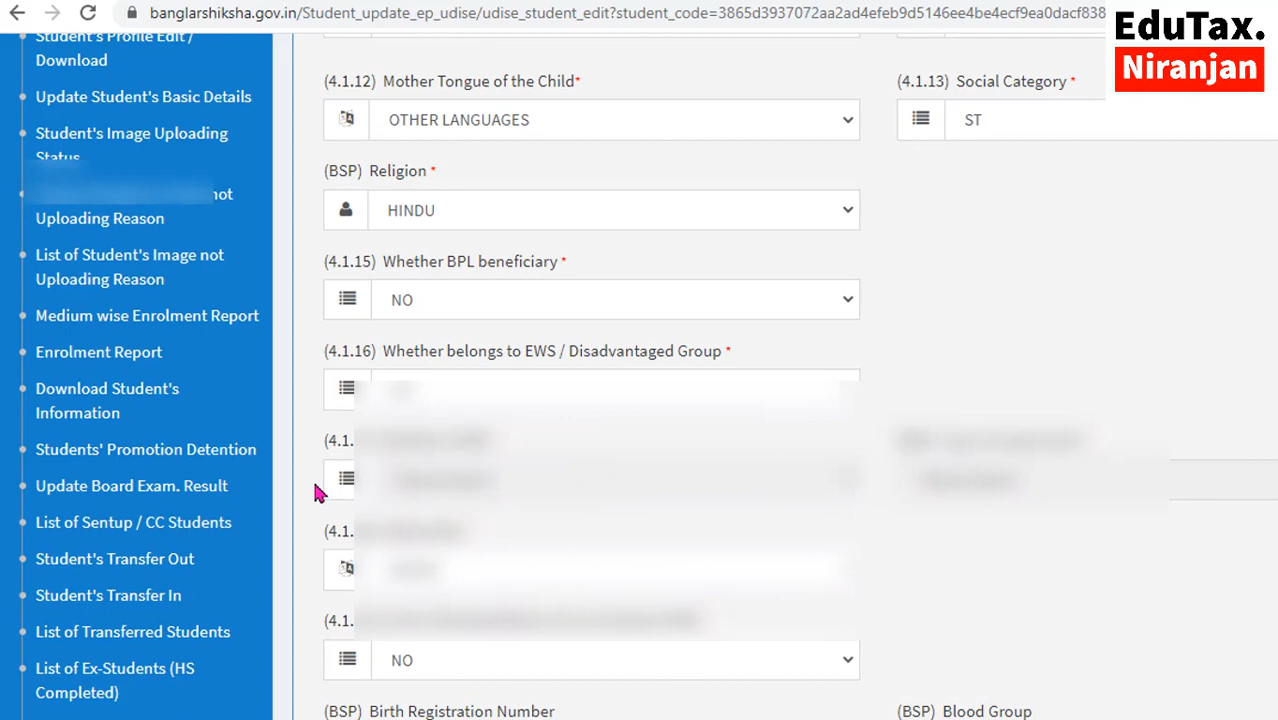 banglarshiksha.gov.in/Student_update_ep_udise/udise_student_edit?student_code=3865d3937072aa2ad4efeb9d5146ee4be4ecf9ea0dacf838
EduTax.
Niranjan
Student's Profile Edit /
Download
Update Student's Basic Details
Student's Image Uploading
Status
not
Uploading Reason
List of Student's Image not
Uploading Reason
Medium wise Enrolment Report
Enrolment Report
Download Student's
Information
Students' Promotion Detention
Update Board Exam. Result
List of Sentup / CC Students
Student's Transfer Out
Student's Transfer In
List of Transferred Students
List of Ex-Students (HS
Completed)
(4.1.12) Mother Tongue of the Child*
OTHER LANGUAGES
(4.1.13) Social Category *
ST
(BSP) Religion *
HINDU
(4.1.15) Whether BPL beneficiary *
NO
(4.1.16) Whether belongs to EWS / Disadvantaged Group *
(4.1.
(4.1.
(4.1.
NO
(BSP) Birth Registration Number
(BSP) Blood Group